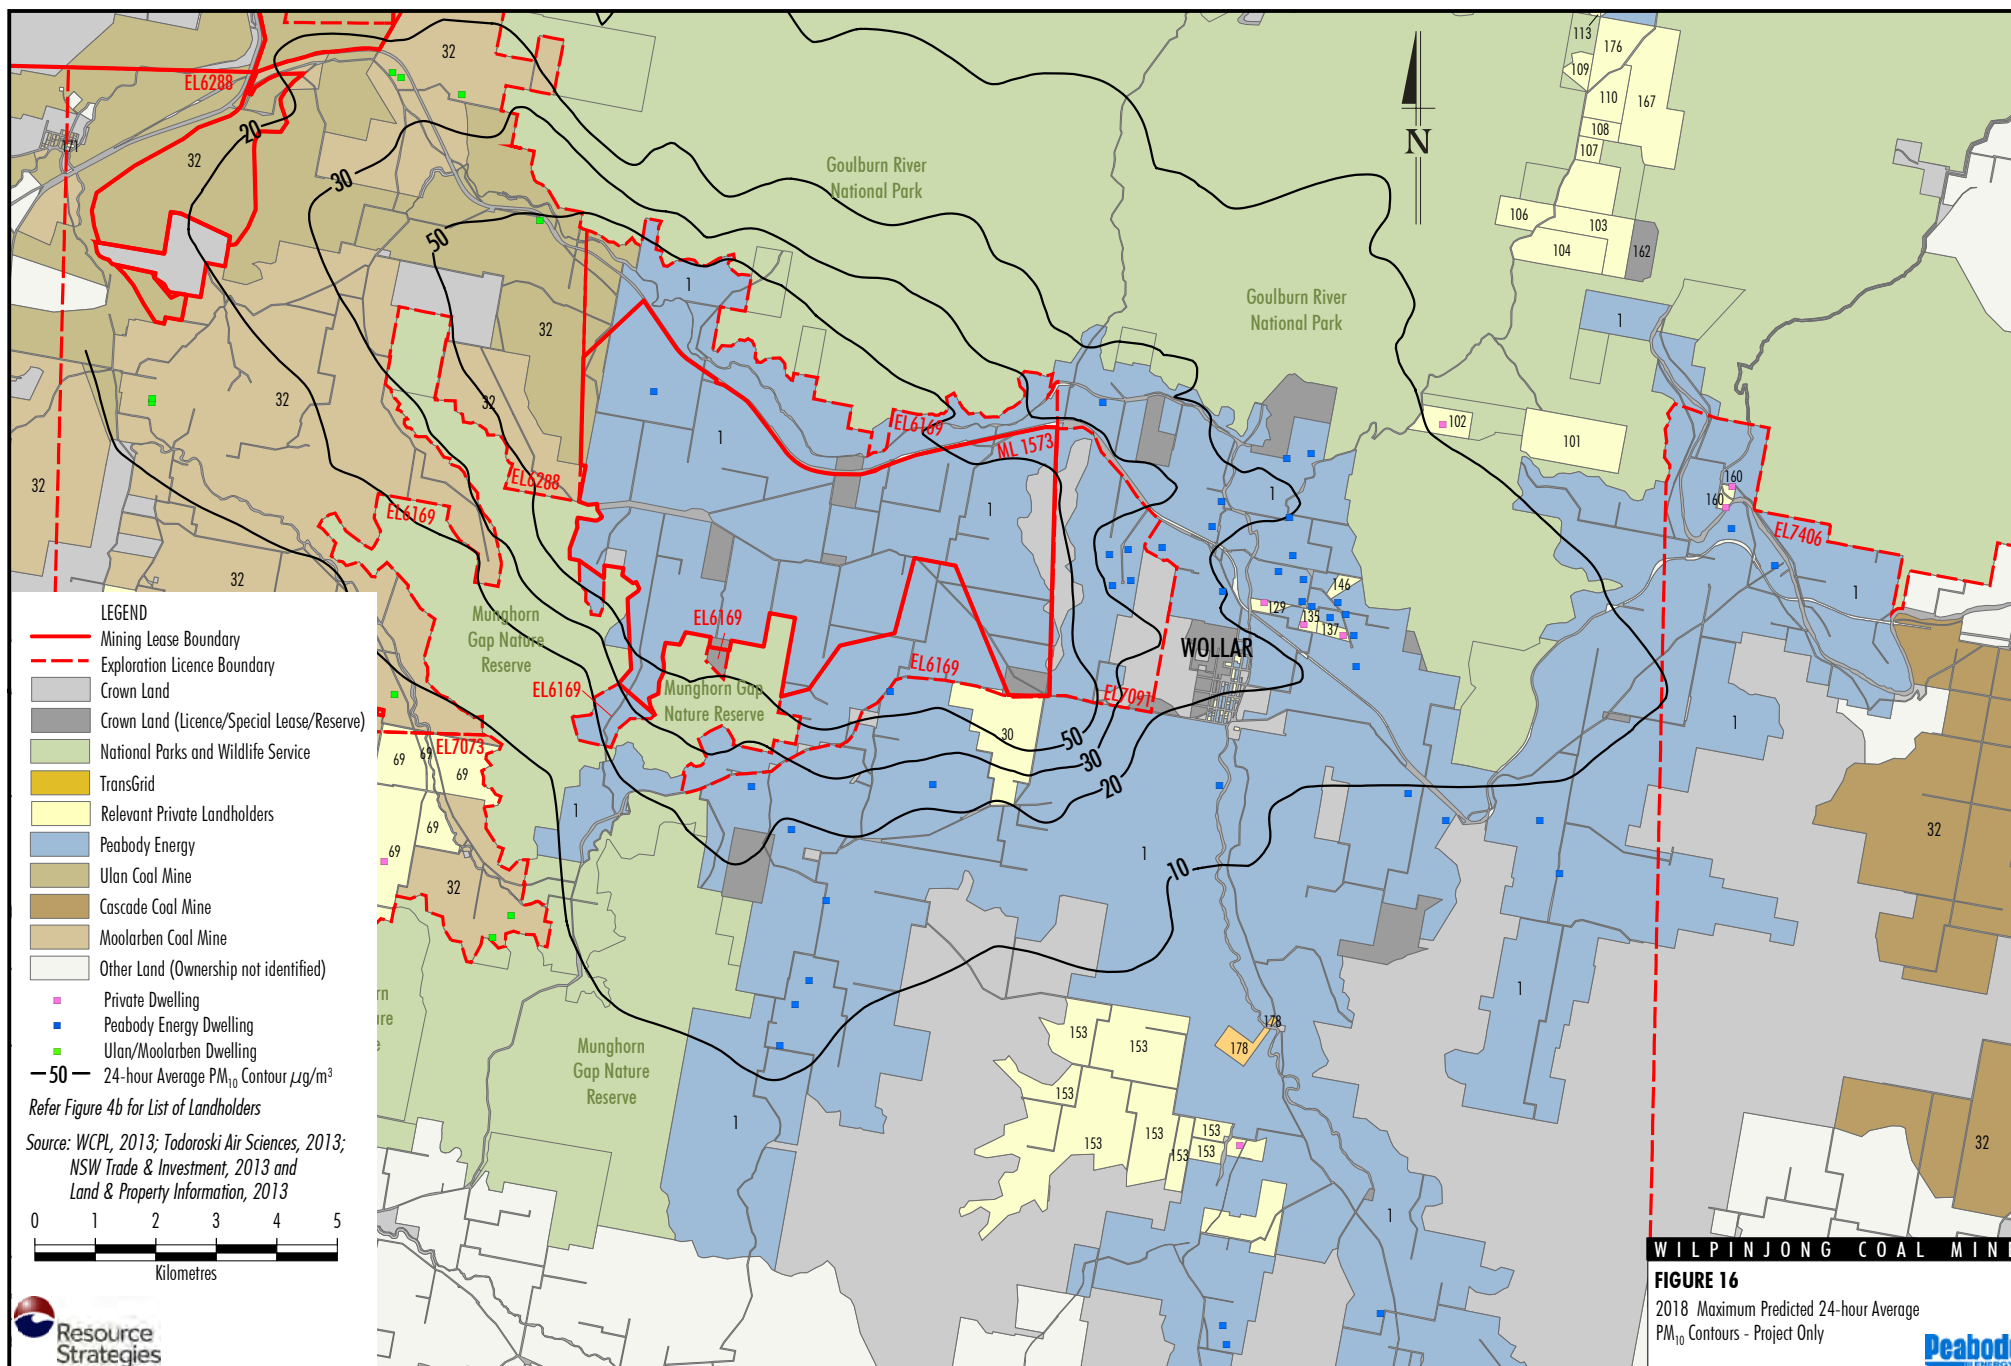 113
176
109
110
167
108
107
106
103
104
162
32
EL6288
20
171
32
30
50
Goulburn River
National Park
N
1
Goulburn River
National Park
1
32
32
32
32
EL6169
ML 1573
1
102
101
EL6288
EL6169
1
1
160
160
EL7406
1
32
146
129
135
137
WOLLAR
Munghorn
Gap Nature
Reserve
EL6169
EL6169
EL6169
Munghorn Gap
Nature Reserve
EL7091
30
50
30
20
10
1
1
1
EL7073
69
69
69
69
69
32
32
32
1
Munghorn
Gap Nature
Reserve
1
153
153
153
153
153
153
153
153
178
178
1
LEGEND
Mining Lease Boundary
Exploration Licence Boundary
Crown Land
Crown Land (Licence/Special Lease/Reserve)
National Parks and Wildlife Service
TransGrid
Relevant Private Landholders
Peabody Energy
Ulan Coal Mine
Cascade Coal Mine
Moolarben Coal Mine
Other Land (Ownership not identified)
Private Dwelling
Peabody Energy Dwelling
Ulan/Moolarben Dwelling
50 24-hour Average PM10 Contour µg/m³
Refer Figure 4b for List of Landholders
Source: WCPL, 2013; Todoroski Air Sciences, 2013;
NSW Trade & Investment, 2013 and
Land & Property Information, 2013
0 1 2 3 4 5
Kilometres
Resource
Strategies
WILPINJONG COAL MINE
FIGURE 16
2018 Maximum Predicted 24-hour Average
PM10 Contours - Project Only
Peabody